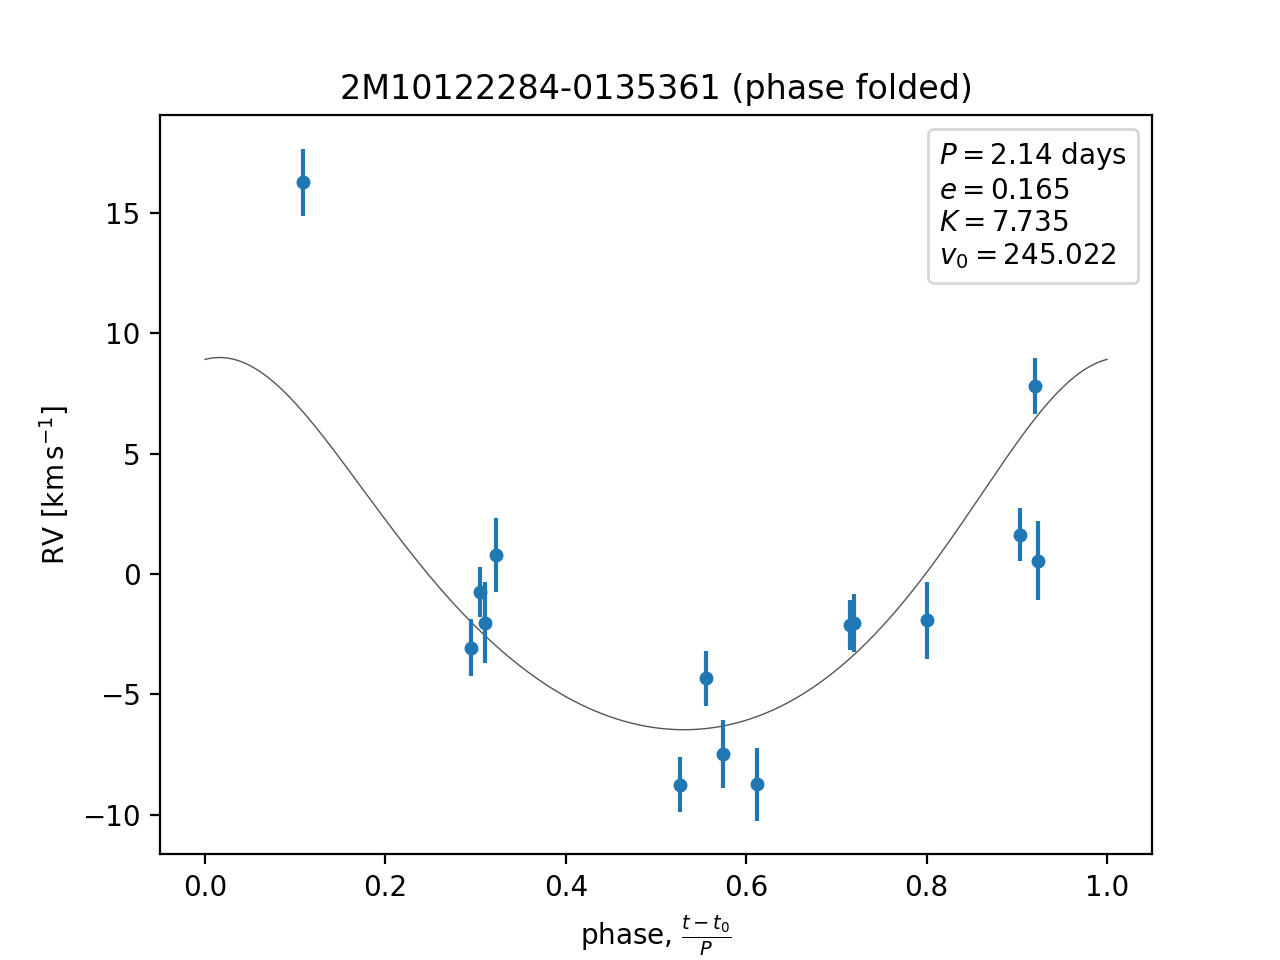 2M10122284-0135361 (phase folded)
P = 2.14 days
e = 0.165
K = 7.735
v₀ = 245.022
RV [km s⁻¹]
15
10
5
0
−5
−10
0.0 0.2 0.4 0.6 0.8 1.0
phase, (t − t₀)/P